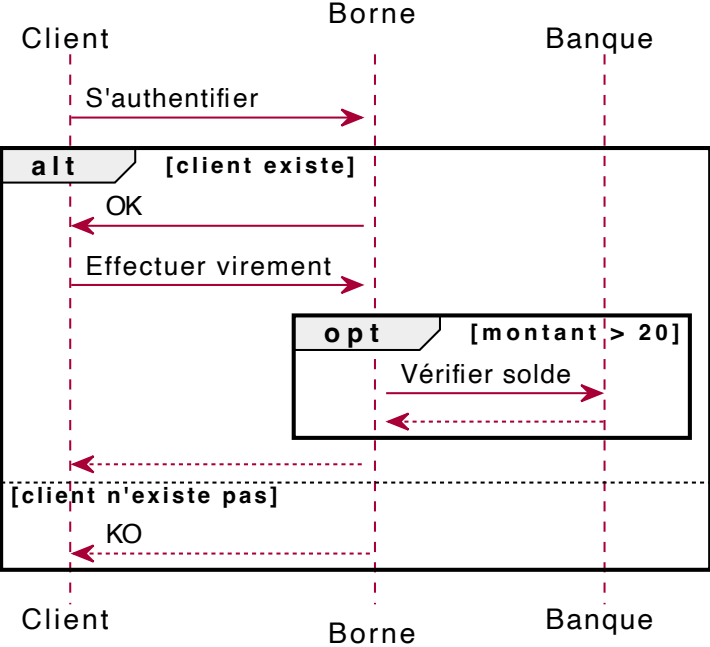 Client
Borne
Banque
S'authentifier
alt
[client existe]
OK
Effectuer virement
opt
[montant > 20]
Vérifier solde
[client n'existe pas]
KO
Client
Borne
Banque